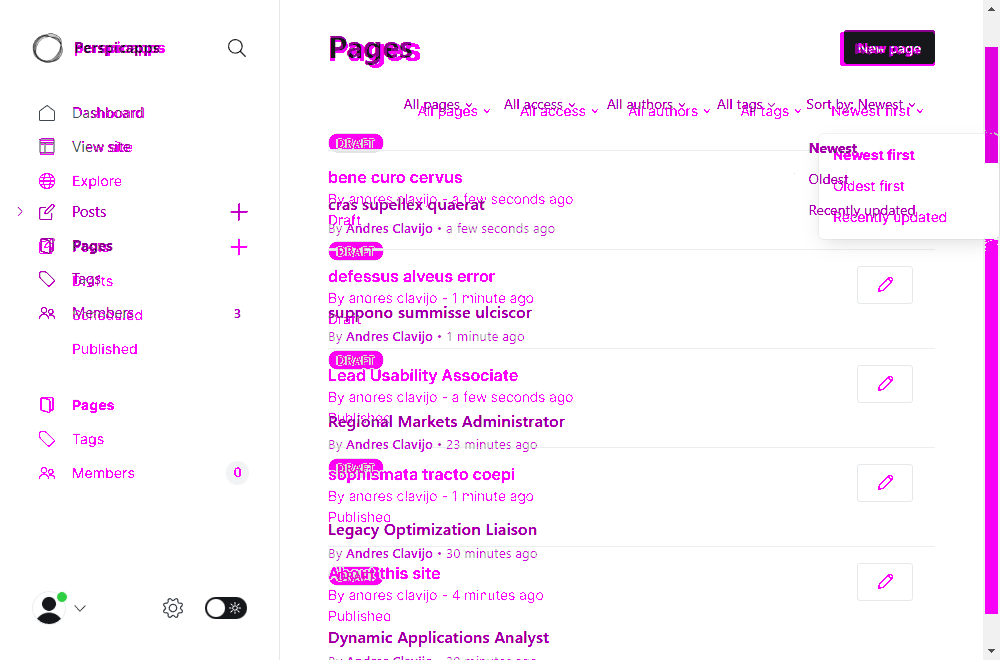 perspicapps
Dashboard
View site
Explore
Posts
Pages
Tags
Drafts
Members 3
Scheduled
Published
Pages
Tags
Members 0
Pages
New page
All pages All access All authors All tags Sort by: Newest
All pages All access All authors All tags Newest first
Newest
Newest first
Oldest
Oldest first
Recently updated
Recently updated
DRAFT
bene curo cervus
By andres clavijo - a few seconds ago
cras supellex quaerat
Draft
By Andres Clavijo • a few seconds ago
DRAFT
defessus alveus error
By andres clavijo - 1 minute ago
suppono summisse ulciscor
Draft
By Andres Clavijo • 1 minute ago
DRAFT
Lead Usability Associate
By andres clavijo - a few seconds ago
Published
Regional Markets Administrator
By Andres Clavijo • 23 minutes ago
DRAFT
sophismata tracto coepi
By andres clavijo - 1 minute ago
Published
Legacy Optimization Liaison
By Andres Clavijo • 30 minutes ago
DRAFT
About this site
By andres clavijo - 4 minutes ago
Published
Dynamic Applications Analyst